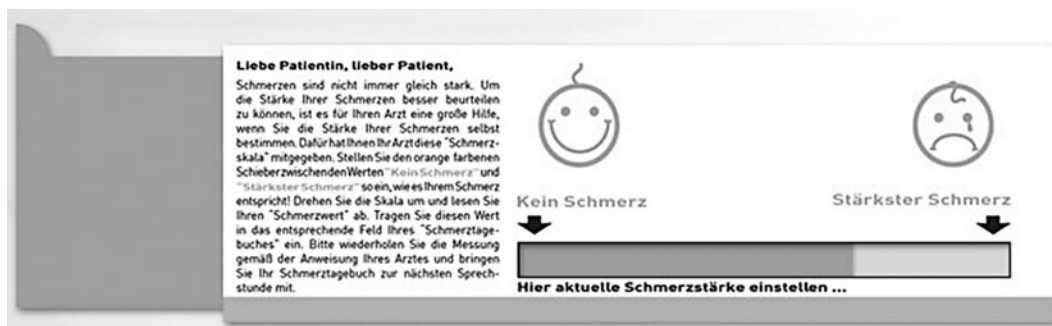 Liebe Patientin, lieber Patient,
Schmerzen sind nicht immer gleich stark. Um
die Stärke Ihrer Schmerzen besser beurteilen
zu können, ist es für Ihren Arzt eine große Hilfe,
wenn Sie die Stärke Ihrer Schmerzen selbst
bestimmen. Dafür hat Ihnen Ihr Arzt diese "Schmerz-
skala" mitgegeben. Stellen Sie den orange farbenen
Schieber zwischen den Werten "Kein Schmerz" und
"Stärkster Schmerz" so ein, wie es Ihrem Schmerz
entspricht! Drehen Sie die Skala um und lesen Sie
Ihren "Schmerzwert" ab. Tragen Sie diesen Wert
in das entsprechende Feld Ihres "Schmerztage-
buches" ein. Bitte wiederholen Sie die Messung
gemäß der Anweisung Ihres Arztes und bringen
Sie Ihr Schmerztagebuch zur nächsten Sprech-
stunde mit.
Kein Schmerz
Stärkster Schmerz
Hier aktuelle Schmerzstärke einstellen ...